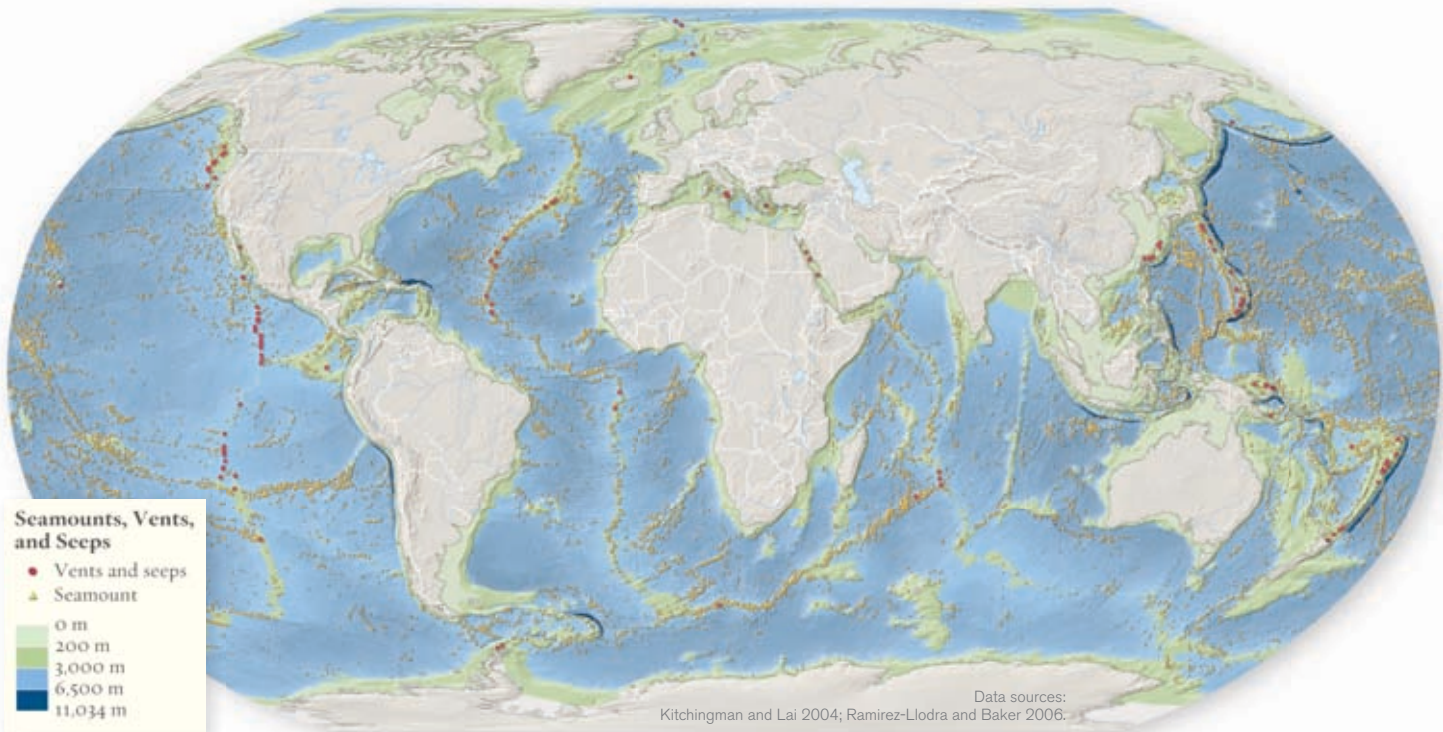 Seamounts, Vents,
and Seeps
Vents and seeps
Seamount
0 m
200 m
3,000 m
6,500 m
11,034 m
Data sources:
Kitchingman and Lai 2004; Ramirez-Llodra and Baker 2006.